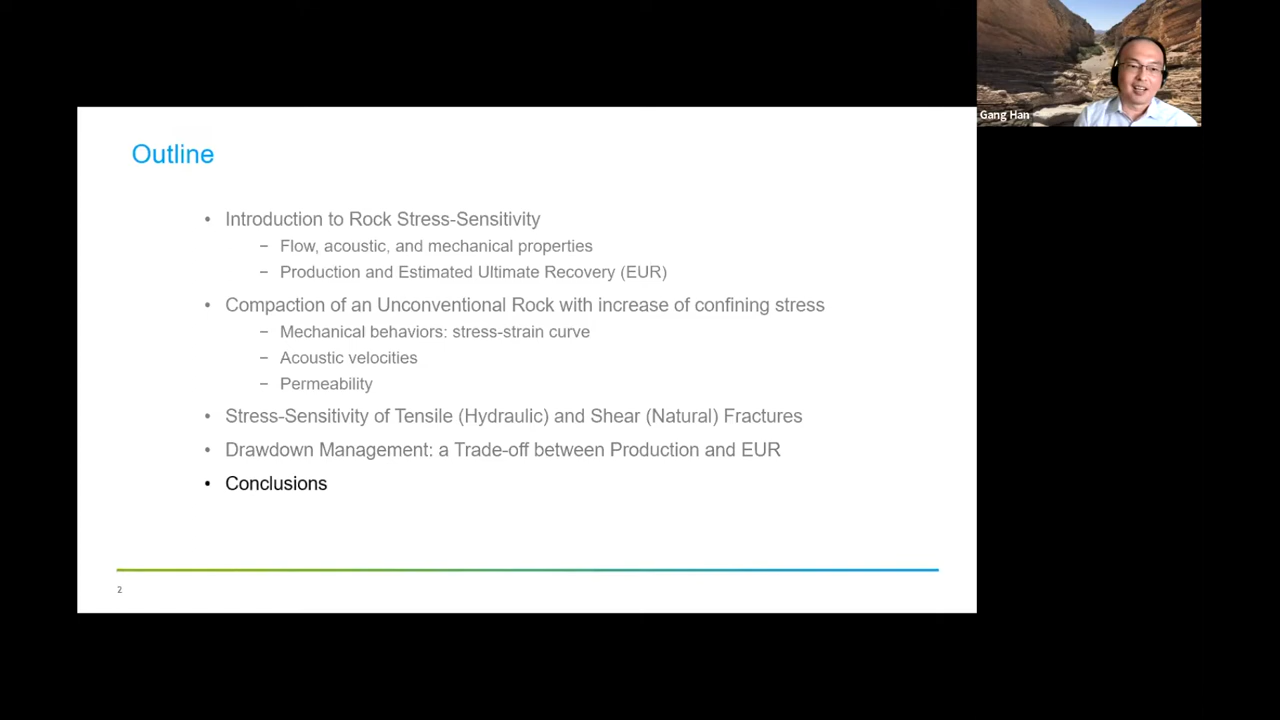 Gang Han
Outline
• Introduction to Rock Stress-Sensitivity
− Flow, acoustic, and mechanical properties
− Production and Estimated Ultimate Recovery (EUR)
• Compaction of an Unconventional Rock with increase of confining stress
− Mechanical behaviors: stress-strain curve
− Acoustic velocities
− Permeability
• Stress-Sensitivity of Tensile (Hydraulic) and Shear (Natural) Fractures
• Drawdown Management: a Trade-off between Production and EUR
• Conclusions
2